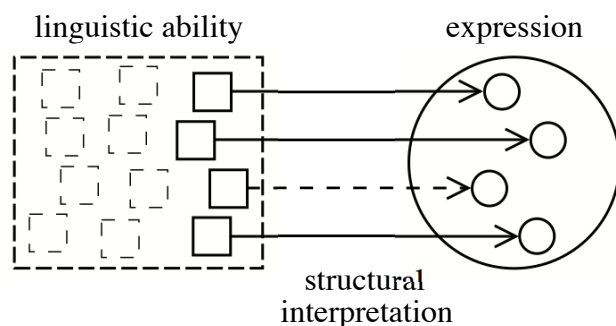 linguistic ability
expression
structural
interpretation